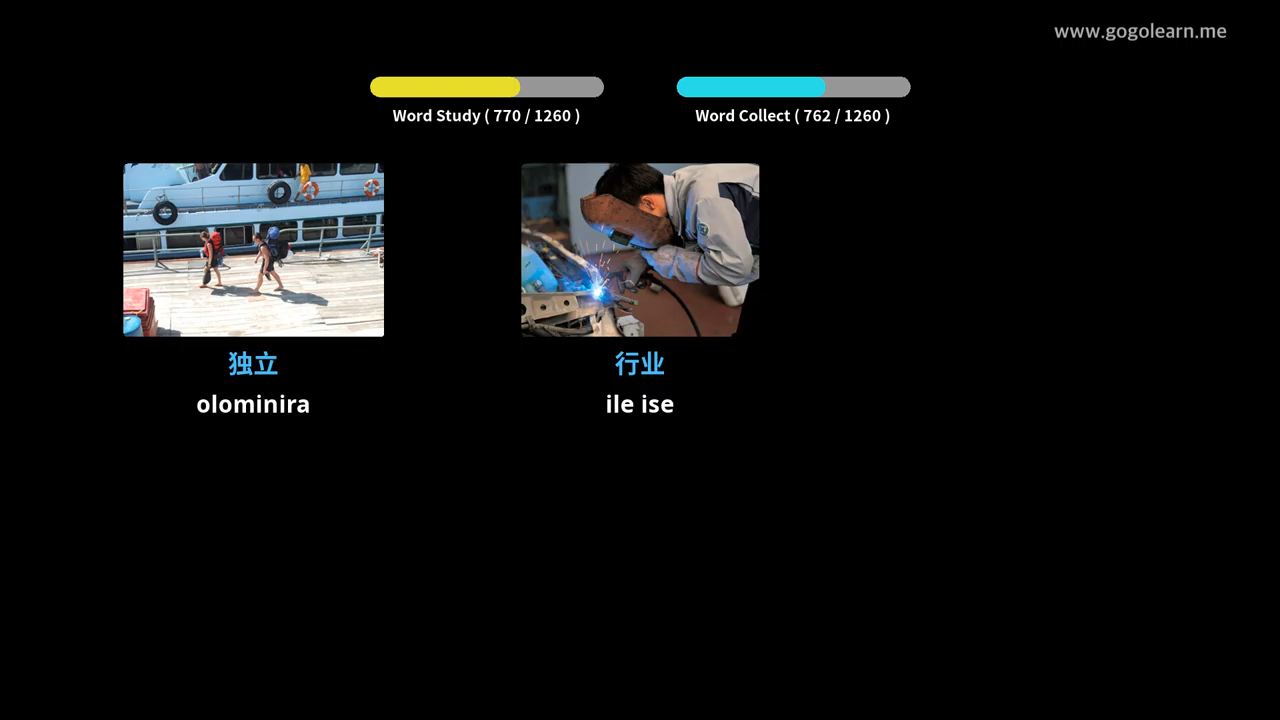 www.gogolearn.me
Word Study ( 770 / 1260 )
Word Collect ( 762 / 1260 )
独立
olominira
行业
ile ise